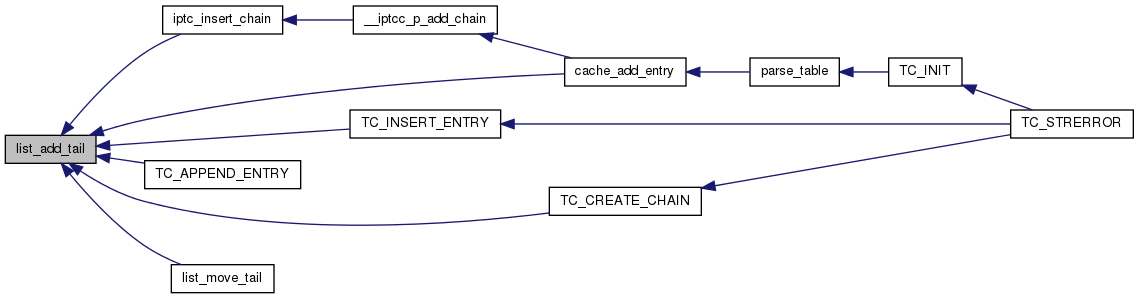 iptc_insert_chain
__iptcc_p_add_chain
cache_add_entry
parse_table
TC_INIT
TC_INSERT_ENTRY
TC_STRERROR
list_add_tail
TC_APPEND_ENTRY
TC_CREATE_CHAIN
list_move_tail